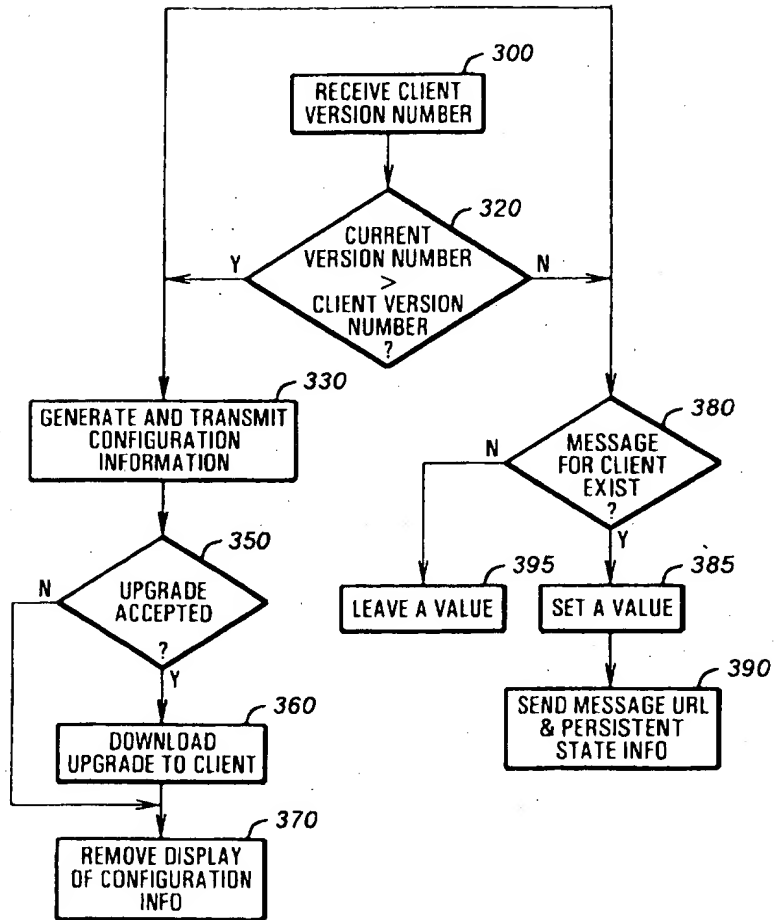 300
RECEIVE CLIENT
VERSION NUMBER
320
CURRENT
VERSION NUMBER
>
CLIENT VERSION
NUMBER
?
Y
N
330
GENERATE AND TRANSMIT
CONFIGURATION
INFORMATION
380
MESSAGE
FOR CLIENT
EXIST
?
N
Y
350
UPGRADE
ACCEPTED
?
N
Y
395
LEAVE A VALUE
385
SET A VALUE
360
DOWNLOAD
UPGRADE TO CLIENT
390
SEND MESSAGE URL
& PERSISTENT
STATE INFO
370
REMOVE DISPLAY
OF CONFIGURATION
INFO